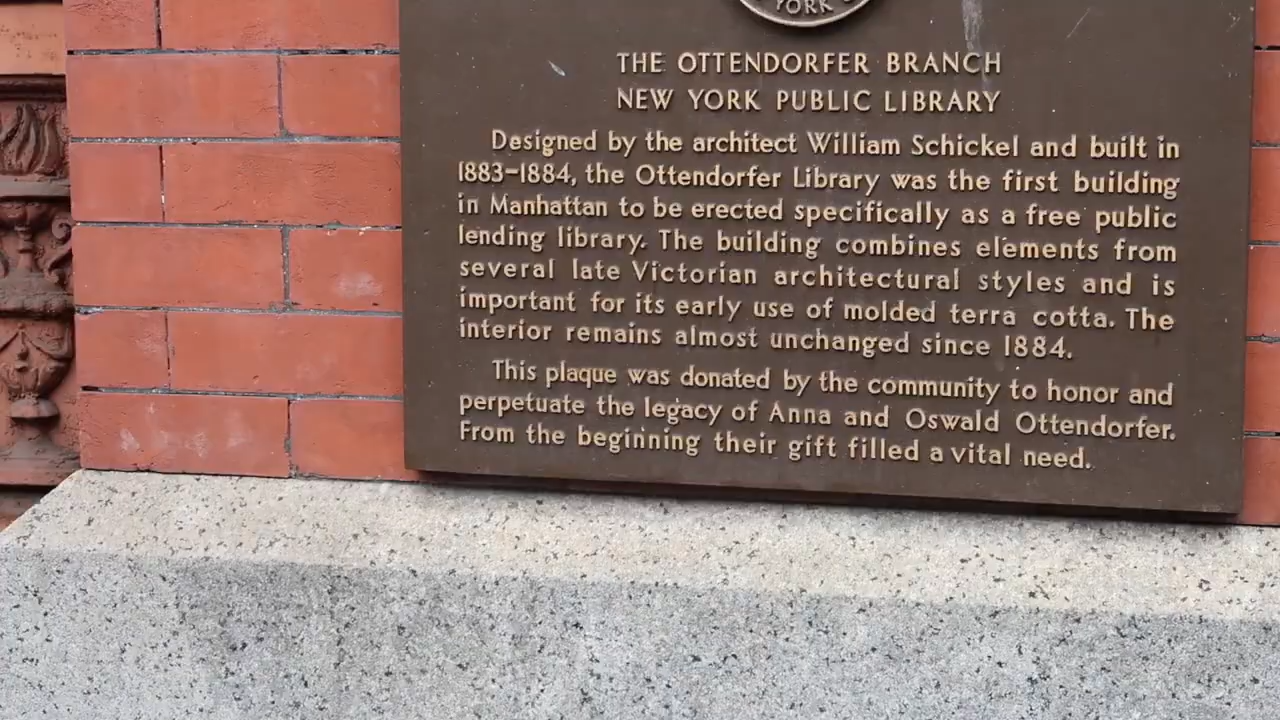 YORK
THE OTTENDORFER BRANCH
NEW YORK PUBLIC LIBRARY
Designed by the architect William Schickel and built in
1883-1884, the Ottendorfer Library was the first building
in Manhattan to be erected specifically as a free public
lending library. The building combines elements from
several late Victorian architectural styles and is
important for its early use of molded terra cotta. The
interior remains almost unchanged since 1884.
This plaque was donated by the community to honor and
perpetuate the legacy of Anna and Oswald Ottendorfer.
From the beginning their gift filled a vital need.